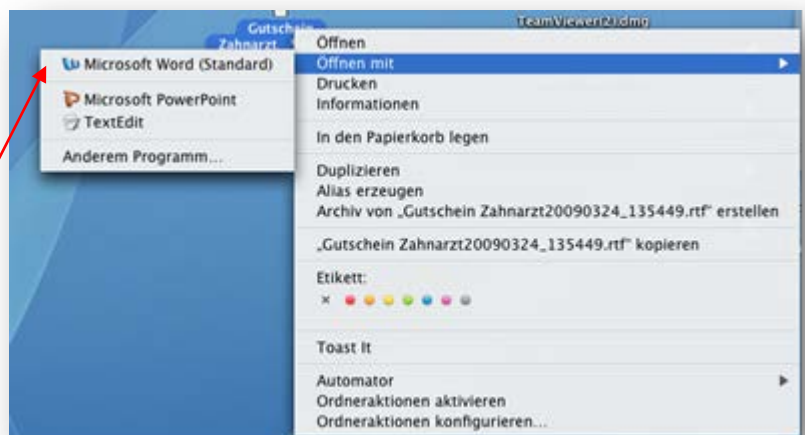 TeamViewer(2).dmg
Gutschein
Zahnarzt
Microsoft Word (Standard)
Microsoft PowerPoint
TextEdit
Anderem Programm...
Öffnen
Öffnen mit
Drucken
Informationen
In den Papierkorb legen
Duplizieren
Alias erzeugen
Archiv von „Gutschein Zahnarzt20090324_135449.rtf“ erstellen
„Gutschein Zahnarzt20090324_135449.rtf“ kopieren
Etikett:
×
Toast It
Automator
Ordneraktionen aktivieren
Ordneraktionen konfigurieren...